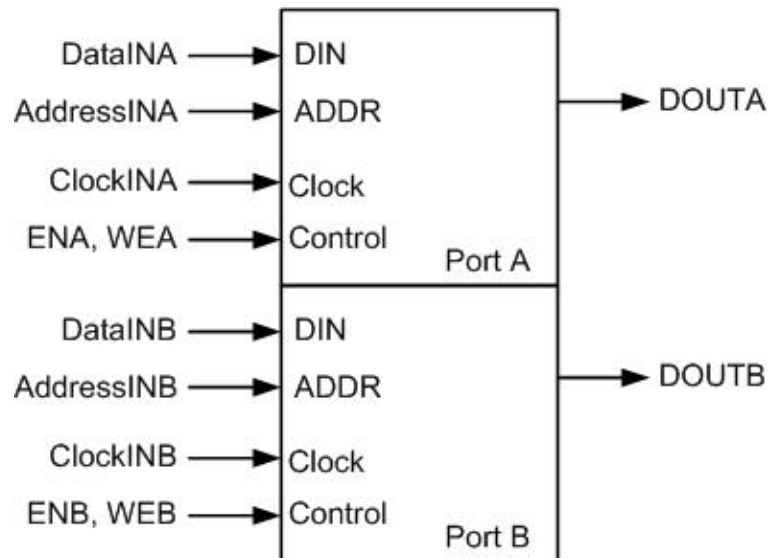 DataINA
DIN
DOUTA
AddressINA
ADDR
ClockINA
Clock
ENA, WEA
Control
Port A
DataINB
DIN
DOUTB
AddressINB
ADDR
ClockINB
Clock
ENB, WEB
Control
Port B